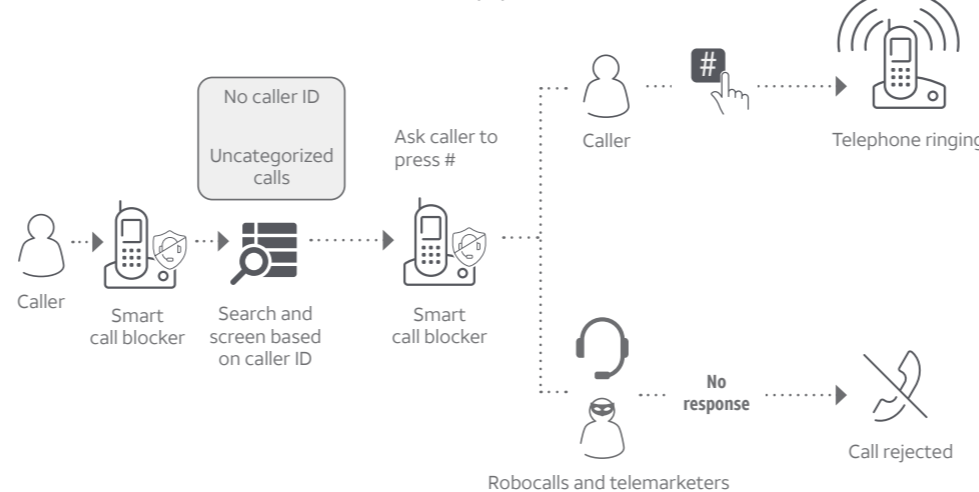 No caller ID
Uncategorized
calls
Ask caller to
press #
#
Caller
Telephone ringing
Caller
Smart
call blocker
Search and
screen based
on caller ID
Smart
call blocker
No
response
Call rejected
Robocalls and telemarketers